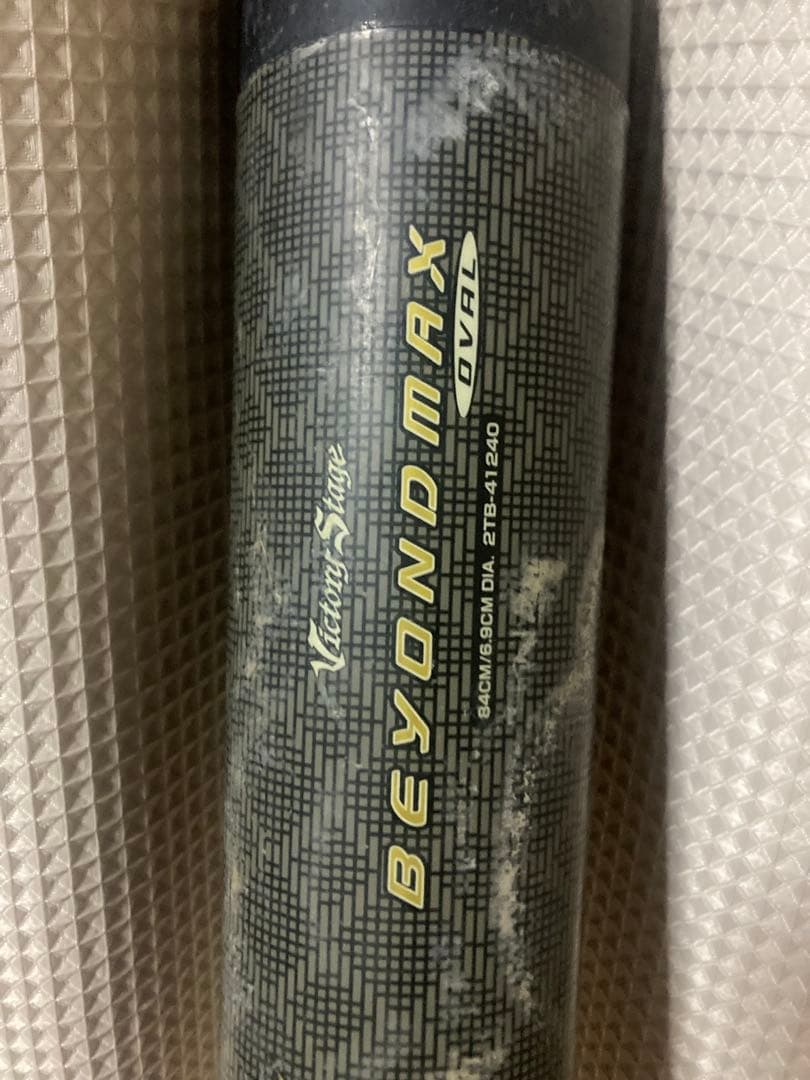 Victory Stage
BEYONDMAX
OVAL
84CM/6.9CM DIA. 2TB-41240